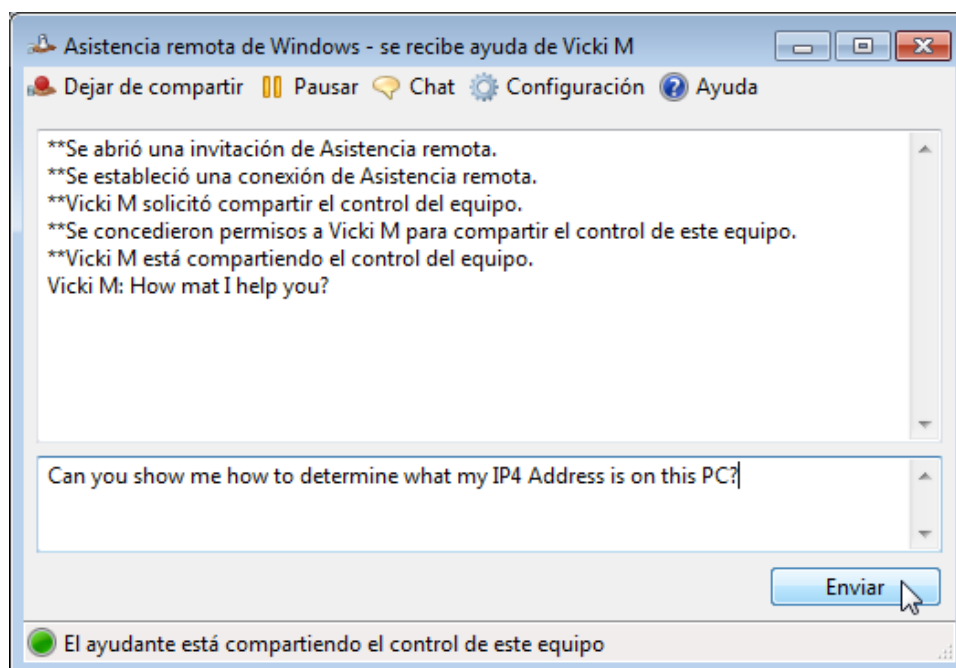 Asistencia remota de Windows - se recibe ayuda de Vicki M
Dejar de compartir Pausar Chat Configuración Ayuda
**Se abrió una invitación de Asistencia remota.
**Se estableció una conexión de Asistencia remota.
**Vicki M solicitó compartir el control del equipo.
**Se concedieron permisos a Vicki M para compartir el control de este equipo.
**Vicki M está compartiendo el control del equipo.
Vicki M: How mat I help you?
Can you show me how to determine what my IP4 Address is on this PC?
Enviar
El ayudante está compartiendo el control de este equipo